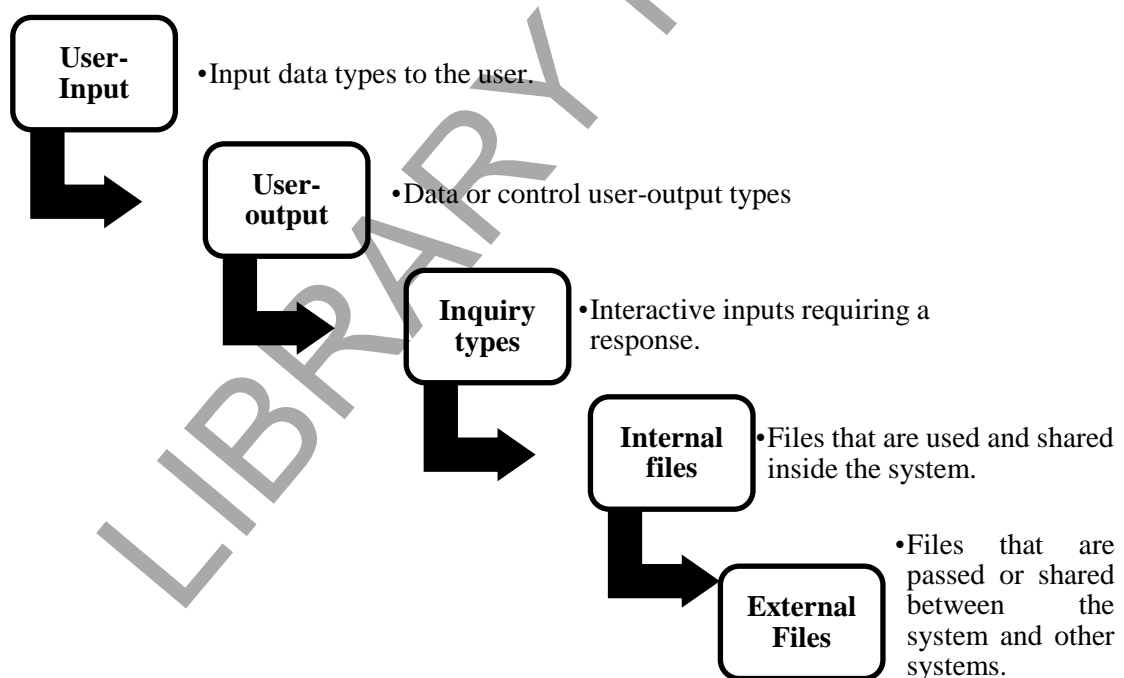 User-
Input
•Input data types to the user.
User-
output
•Data or control user-output types
Inquiry
types
•Interactive inputs requiring a
response.
Internal
files
•Files that are used and shared
inside the system.
External
Files
•Files that are
passed or shared
between the
system and other
systems.
LIBRARY